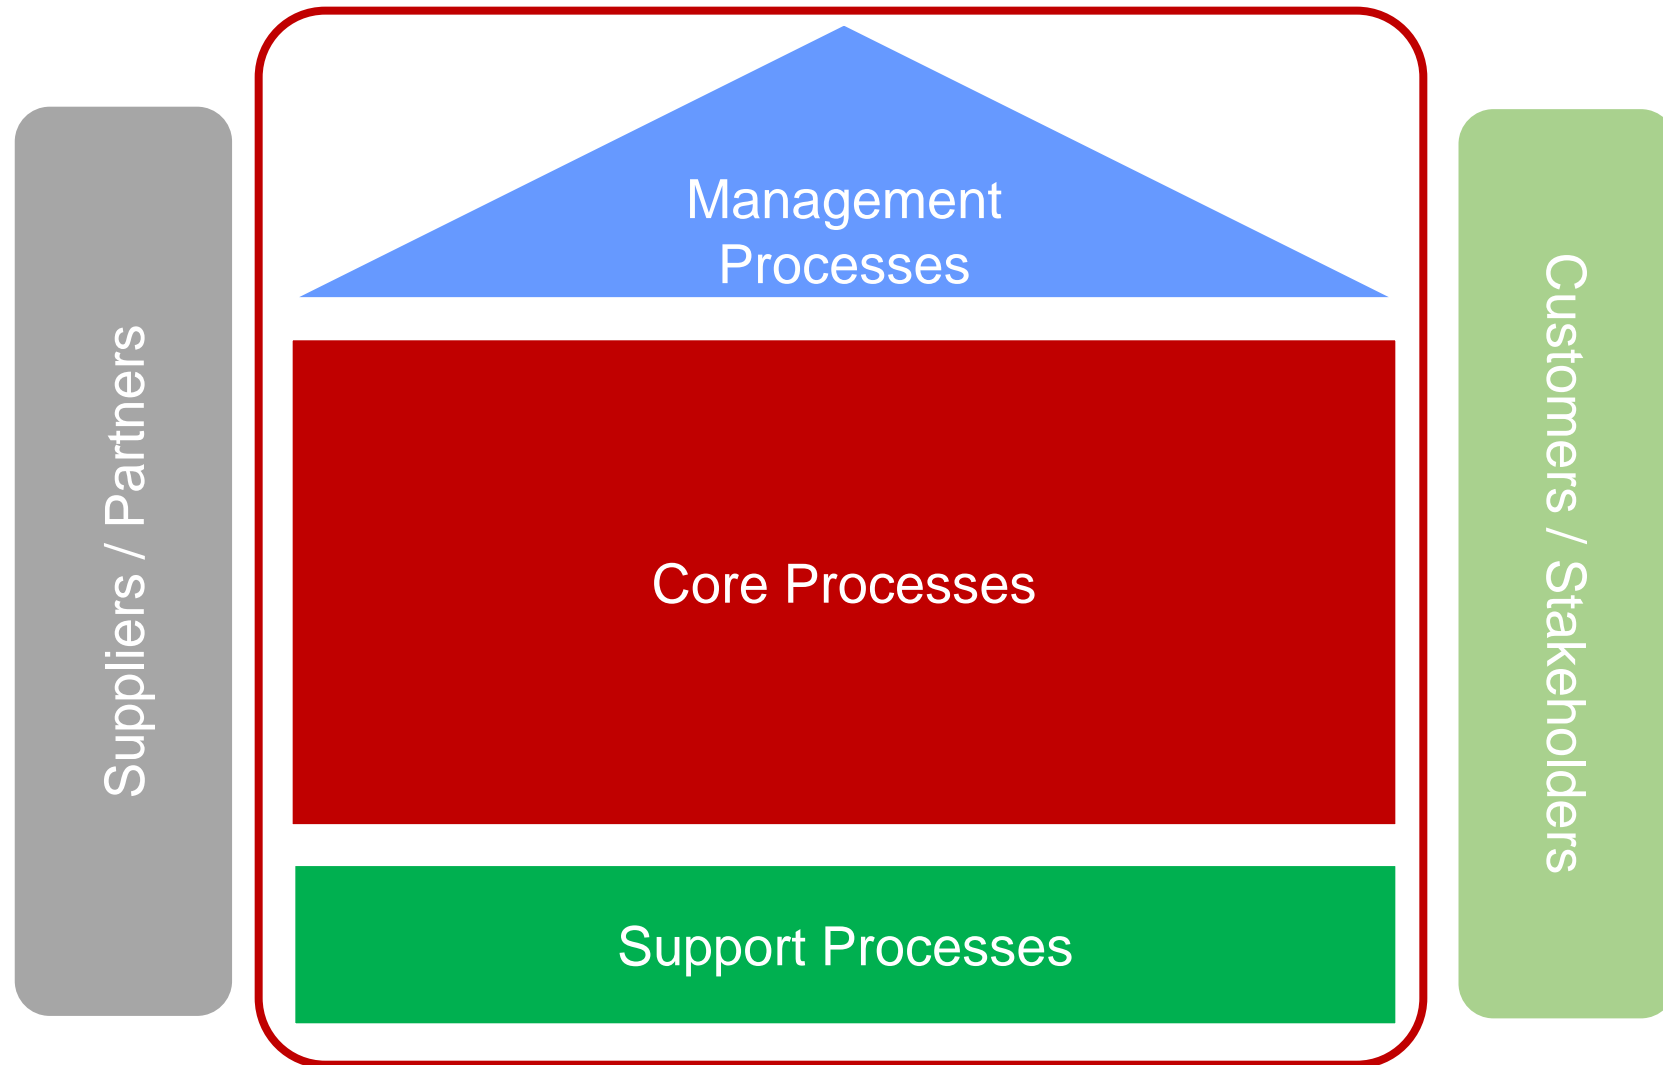 Suppliers / Partners
Management
Processes
Core Processes
Support Processes
Customers / Stakeholders